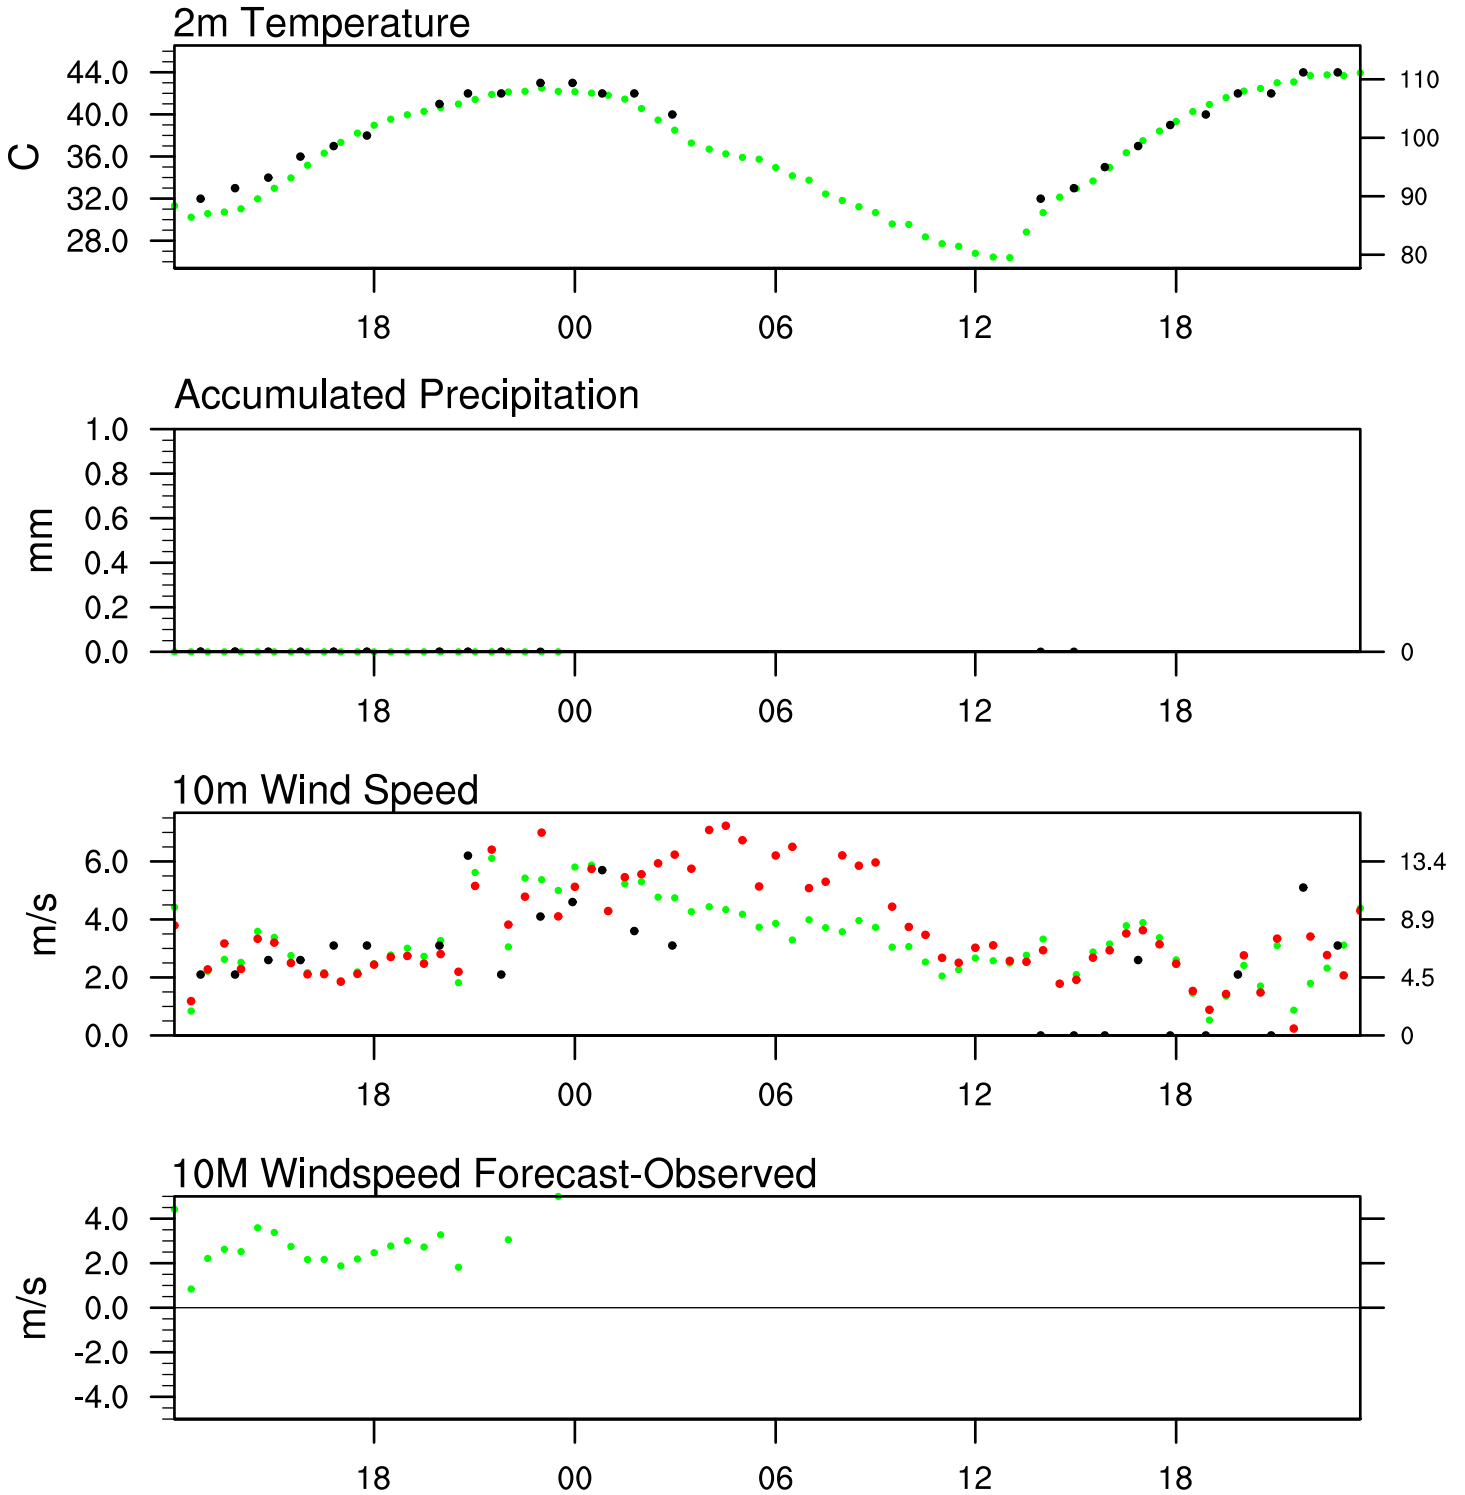 2m Temperature
44.0
40.0
36.0
32.0
28.0
C
110
100
90
80
18 00 06 12 18
Accumulated Precipitation
1.0
0.8
0.6
0.4
0.2
0.0
mm
0
18 00 06 12 18
10m Wind Speed
6.0
4.0
2.0
0.0
m/s
13.4
8.9
4.5
0
18 00 06 12 18
10M Windspeed Forecast-Observed
4.0
2.0
0.0
-2.0
-4.0
m/s
18 00 06 12 18